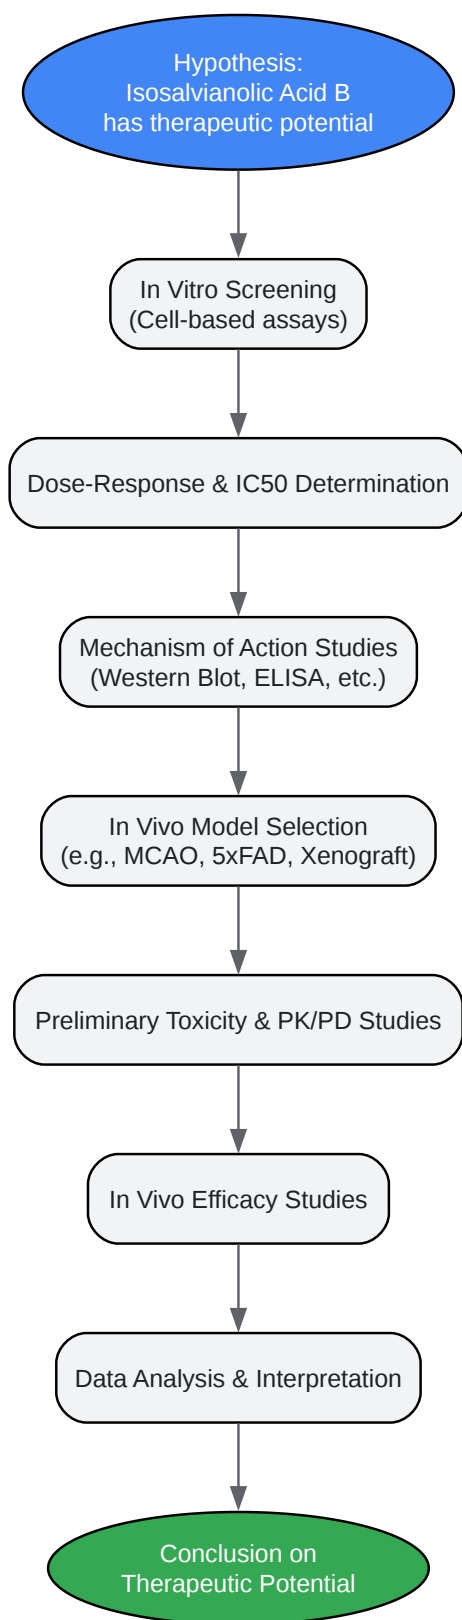 Hypothesis:
Isosalvianolic Acid B
has therapeutic potential
In Vitro Screening
(Cell-based assays)
Dose-Response & IC50 Determination
Mechanism of Action Studies
(Western Blot, ELISA, etc.)
In Vivo Model Selection
(e.g., MCAO, 5xFAD, Xenograft)
Preliminary Toxicity & PK/PD Studies
In Vivo Efficacy Studies
Data Analysis & Interpretation
Conclusion on
Therapeutic Potential